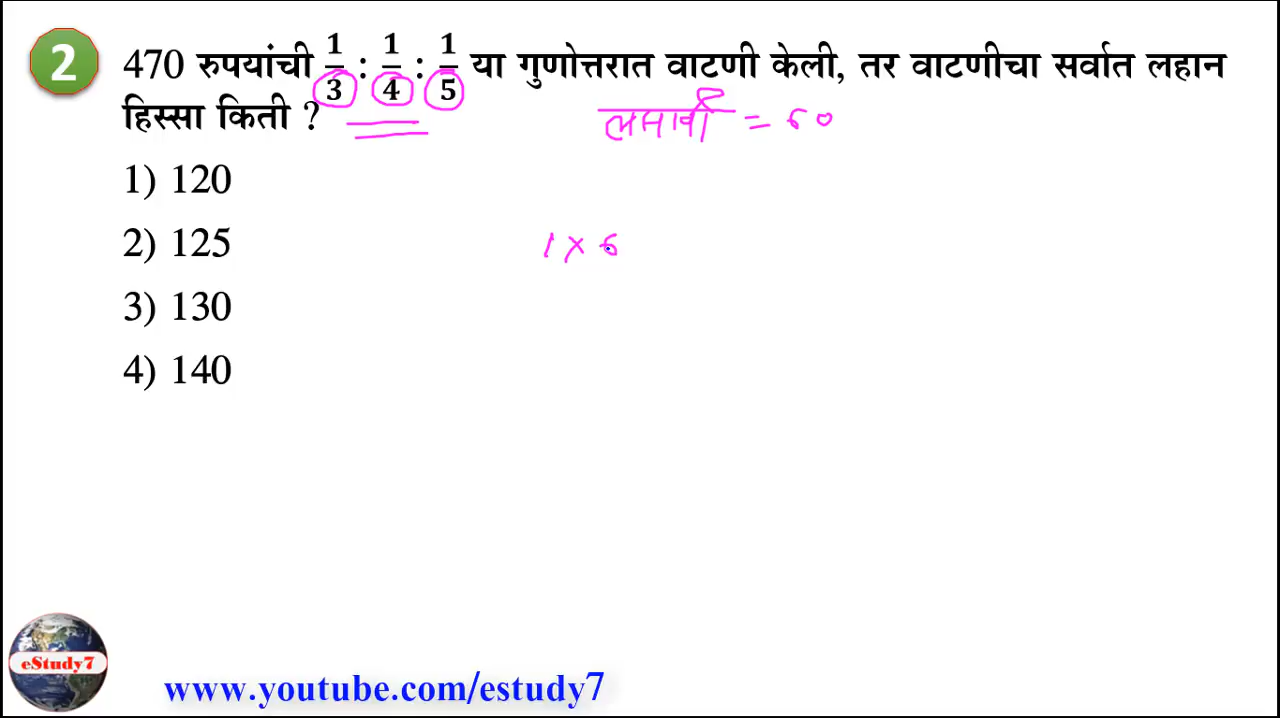 2
470 रुपयांची 1/3 : 1/4 : 1/5 या गुणोत्तरात वाटणी केली, तर वाटणीचा सर्वात लहान
हिस्सा किती ?
लसावी = 60
1) 120
2) 125
1 × 6
3) 130
4) 140
eStudy7
www.youtube.com/estudy7